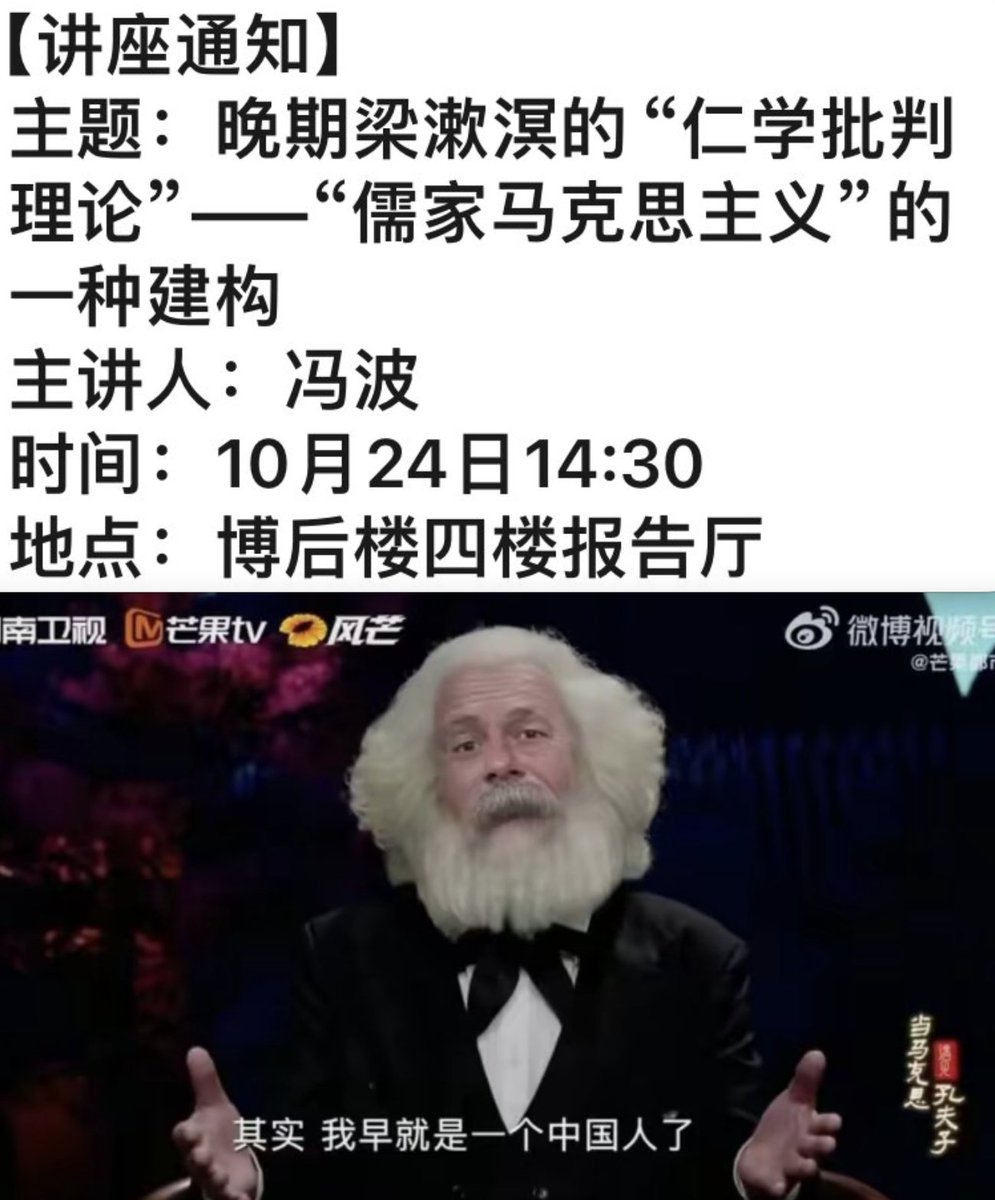 【讲座通知】
主题：晚期梁漱溟的“仁学批判
理论”——“儒家马克思主义”的
一种建构
主讲人：冯波
时间：10月24日14:30
地点：博后楼四楼报告厅
南卫视 芒果tv 风芒
微博视频号
@芒果都市
当马克思
遇见
孔夫子
其实 我早就是一个中国人了